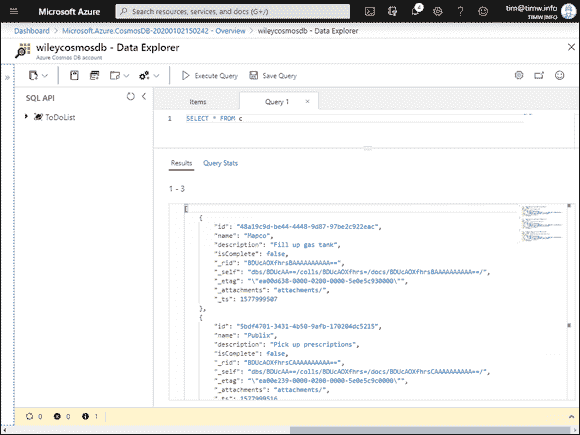 Microsoft Azure
Search resources, services, and docs (G+/)
4
tim@timw.info
TIMW INFO
Dashboard > Microsoft.Azure.CosmosDB-20200102150242 - Overview > wileycosmosdb - Data Explorer
wileycosmosdb - Data Explorer
Azure Cosmos DB account
Execute Query
Save Query
SQL API
Items
Query 1
ToDoList
1 SELECT * FROM c
Results
Query Stats
1 - 3
[
{
"id": "48a19c9d-be44-4440-9d87-97be2c922eac",
"name": "Mapco",
"description": "Fill up gas tank",
"isComplete": false,
"_rid": "BDUcAOXfhrsBAAAAAAAAAA==",
"_self": "dbs/BDUcAA==/colls/BDUcAOXfhrs=/docs/BDUcAOXfhrsBAAAAAAAAAA==/",
"_etag": "\"ea00d638-0000-0200-0000-5e0e5c930000\"",
"_attachments": "attachments/",
"_ts": 1577999507
},
{
"id": "5bdf4701-3431-4b50-9afb-170204dc5215",
"name": "Publix",
"description": "Pick up prescriptions",
"isComplete": false,
"_rid": "BDUcAOXfhrsCAAAAAAAAAA==",
"_self": "dbs/BDUcAA==/colls/BDUcAOXfhrs=/docs/BDUcAOXfhrsCAAAAAAAAAA==/",
"_etag": "\"ea00e239-0000-0200-0000-5e0e5c9c0000\"",
"_attachments": "attachments/",
"_ts": 1577999516
0
0
1